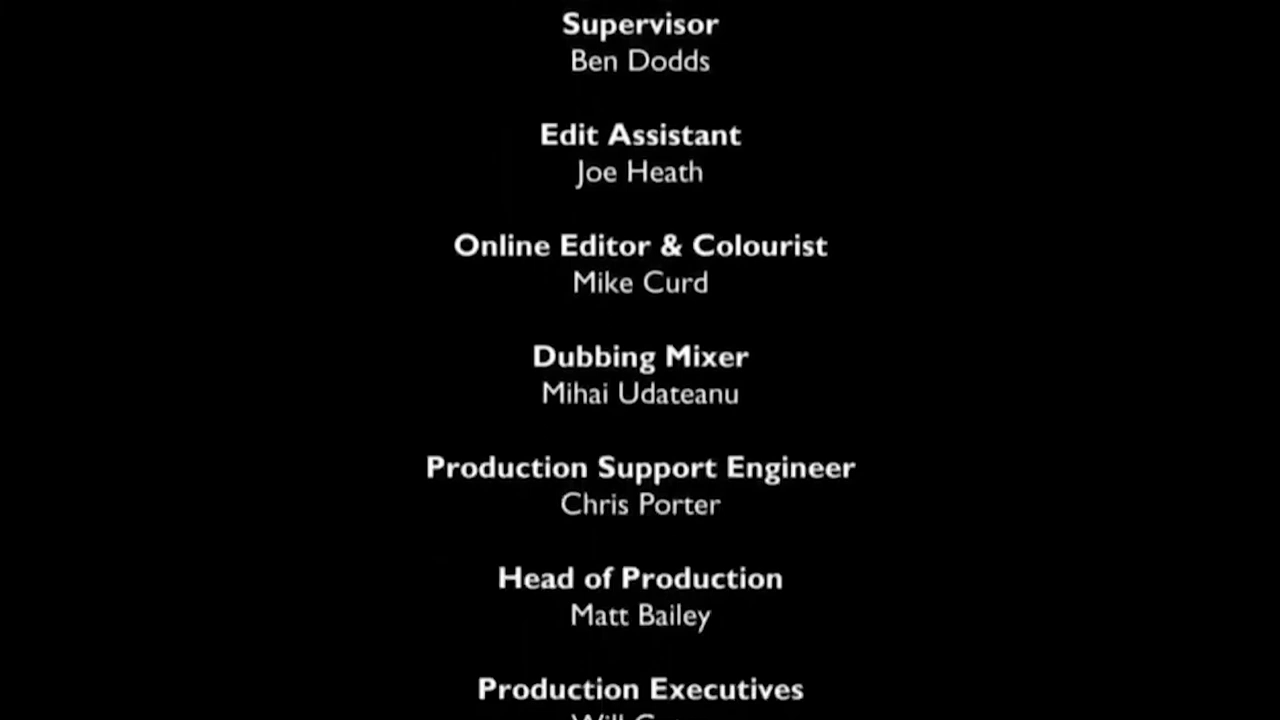 Supervisor
Ben Dodds
Edit Assistant
Joe Heath
Online Editor & Colourist
Mike Curd
Dubbing Mixer
Mihai Udateanu
Production Support Engineer
Chris Porter
Head of Production
Matt Bailey
Production Executives
Will